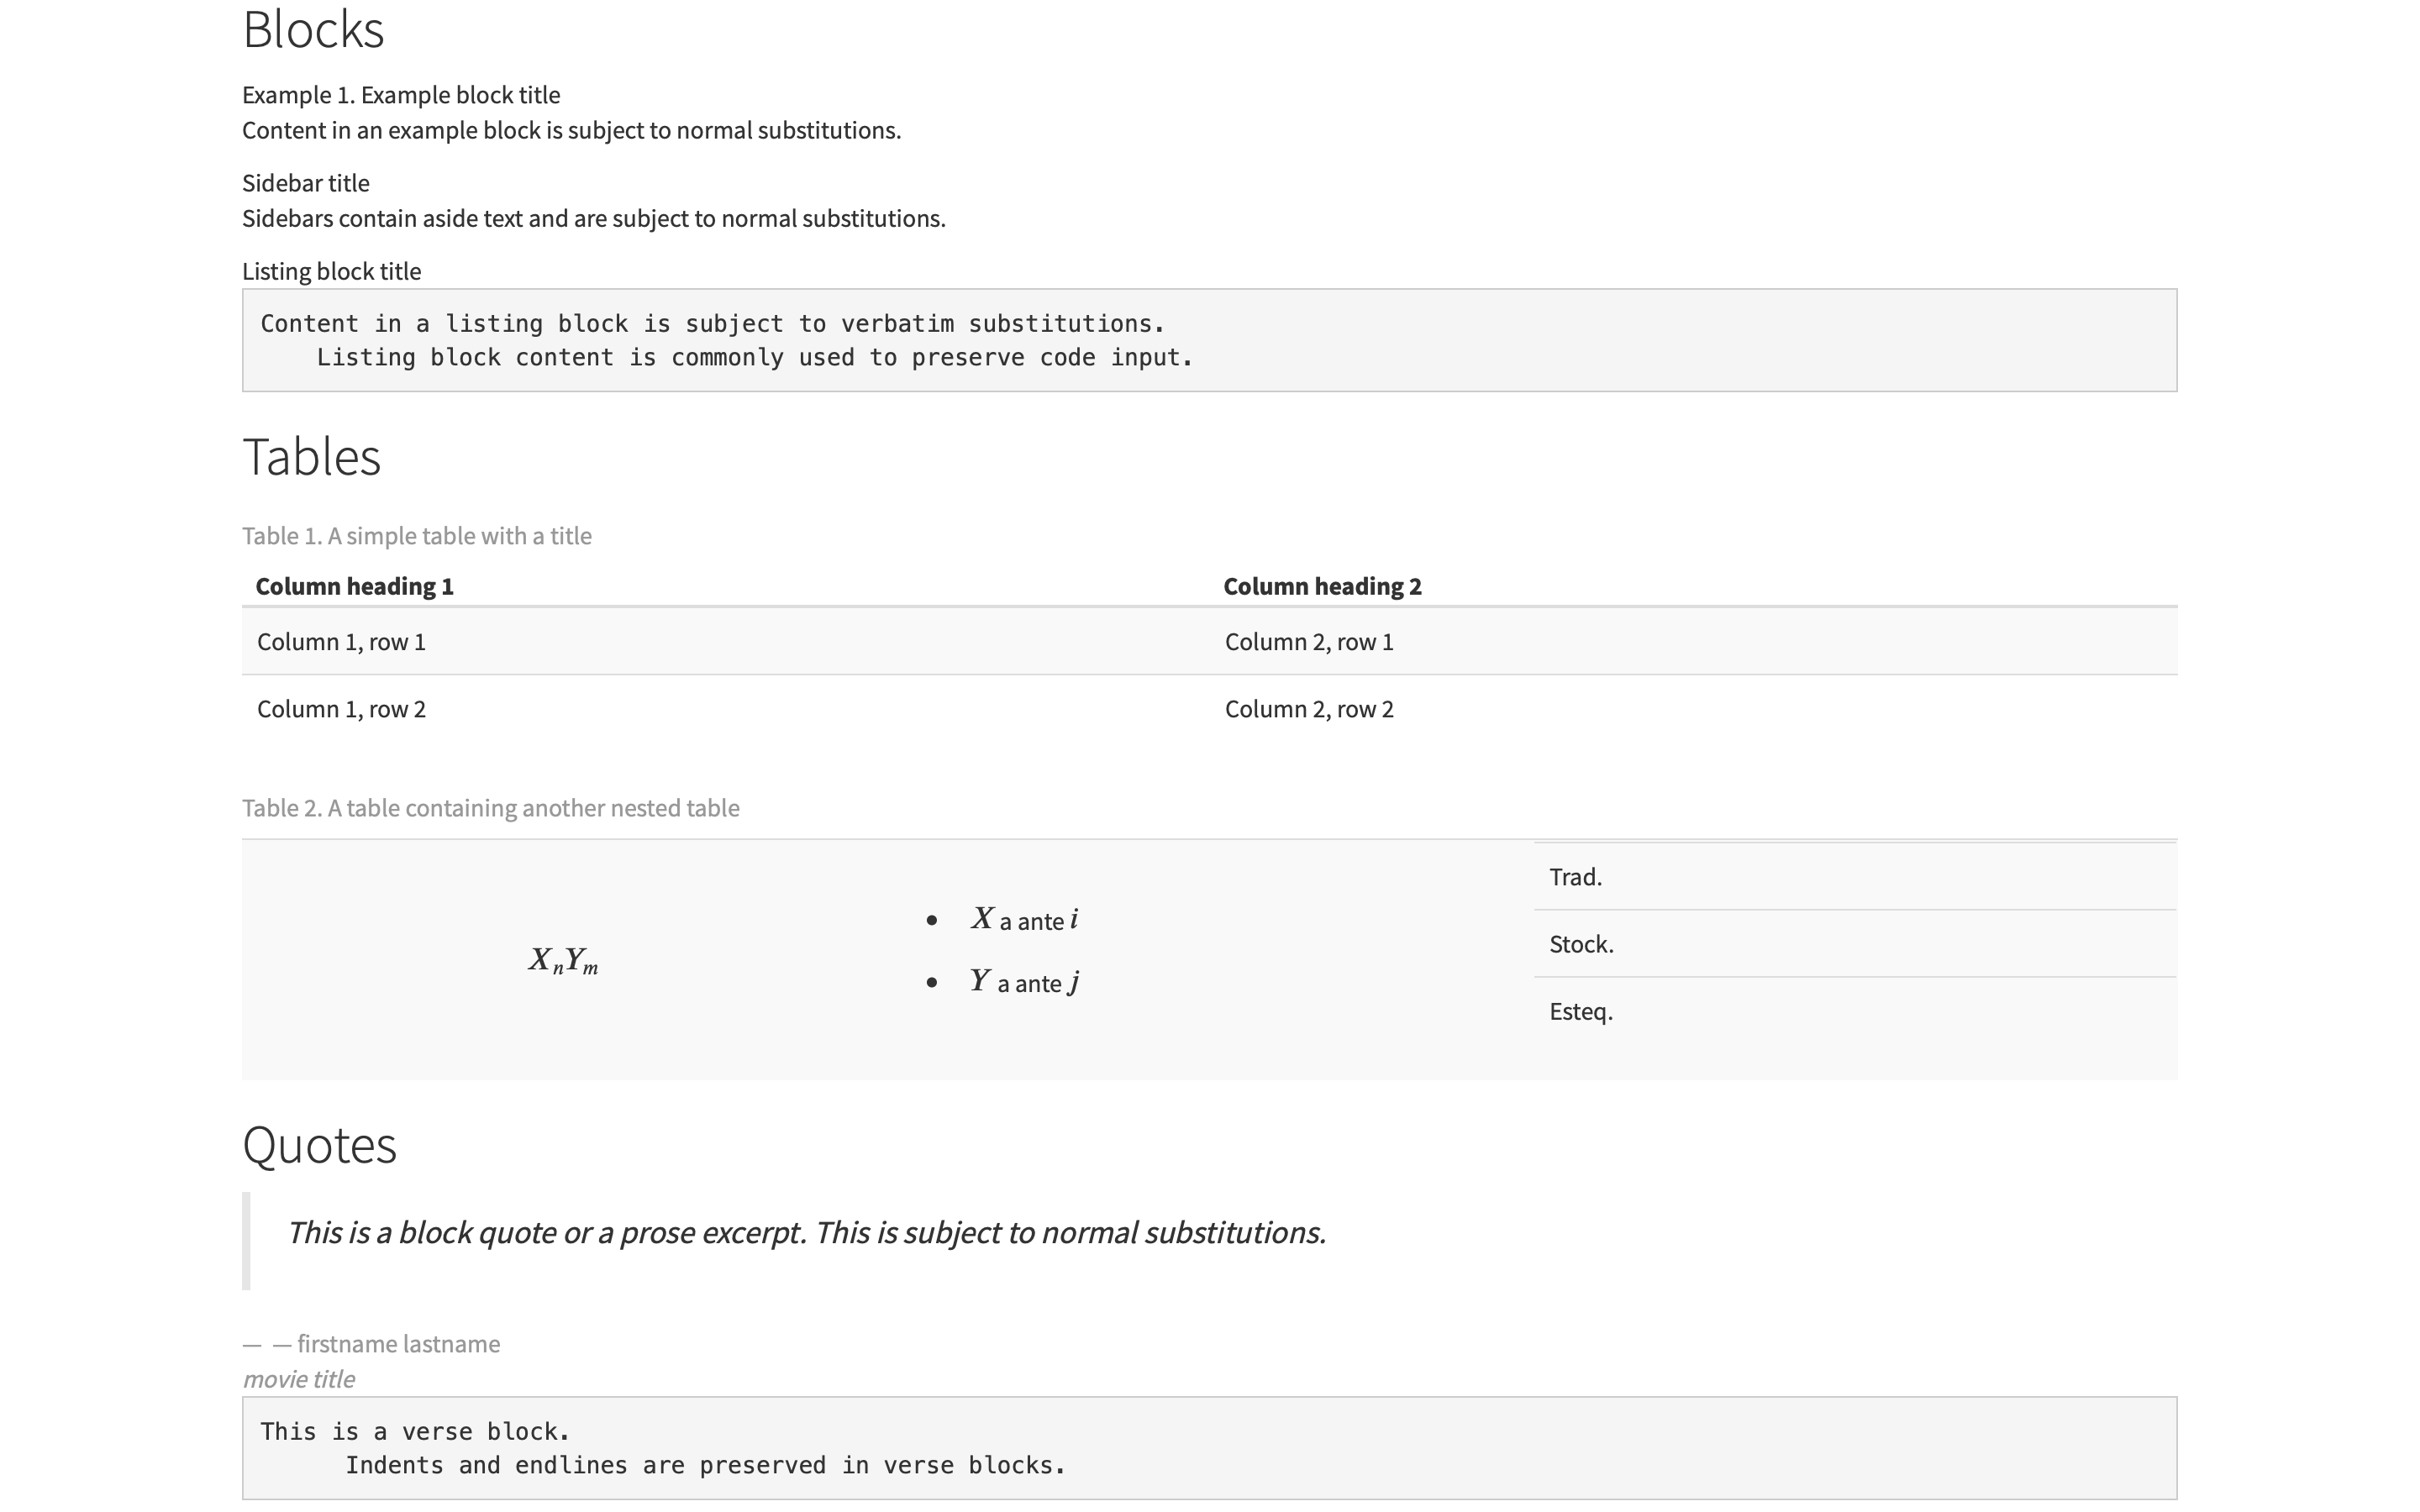 Blocks
Example 1. Example block title
Content in an example block is subject to normal substitutions.
Sidebar title
Sidebars contain aside text and are subject to normal substitutions.
Listing block title
Content in a listing block is subject to verbatim substitutions.
    Listing block content is commonly used to preserve code input.
Tables
Table 1. A simple table with a title
Column heading 1 Column heading 2
Column 1, row 1 Column 2, row 1
Column 1, row 2 Column 2, row 2
Table 2. A table containing another nested table
XₙYₘ
• X a ante i
• Y a ante j
Trad.
Stock.
Esteq.
Quotes
This is a block quote or a prose excerpt. This is subject to normal substitutions.
— — firstname lastname
movie title
This is a verse block.
      Indents and endlines are preserved in verse blocks.